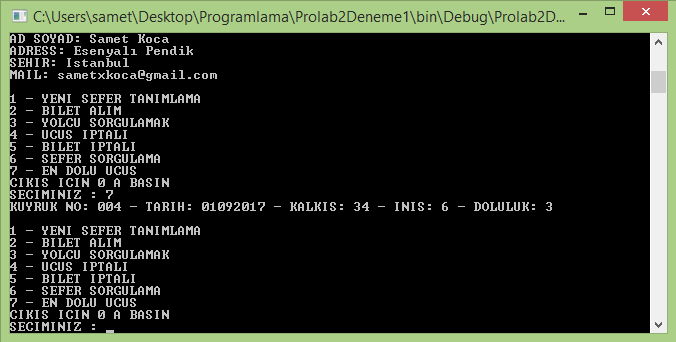 C:\Users\samet\Desktop\Programlama\Prolab2Deneme1\bin\Debug\Prolab2D...
AD SOYAD: Samet Koca
ADRESS: Esenyalı Pendik
SEHIR: Istanbul
MAIL: sametxkoca@gmail.com
1 - YENI SEFER TANIMLAMA
2 - BILET ALIM
3 - YOLCU SORGULAMAK
4 - UCUS IPTALI
5 - BILET IPTALI
6 - SEFER SORGULAMA
7 - EN DOLU UCUS
CIKIS ICIN 0 A BASIN
SECIMINIZ : 7
KUYRUK NO: 004 - TARIH: 01092017 - KALKIS: 34 - INIS: 6 - DOLULUK: 3
1 - YENI SEFER TANIMLAMA
2 - BILET ALIM
3 - YOLCU SORGULAMAK
4 - UCUS IPTALI
5 - BILET IPTALI
6 - SEFER SORGULAMA
7 - EN DOLU UCUS
CIKIS ICIN 0 A BASIN
SECIMINIZ : _